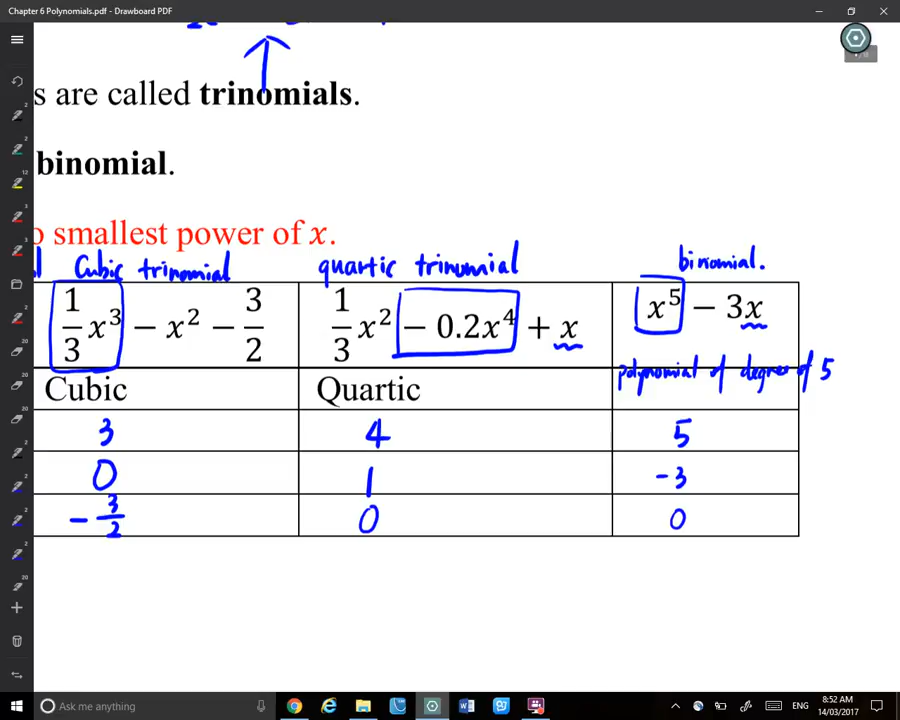 Chapter 6 Polynomials.pdf - Drawboard PDF
s are called trinomials.
binomial.
o smallest power of x.
Cubic trinomial quartic trinomial binomial.
1/3 x³ − x² − 3/2 1/3 x² − 0.2x⁴ + x x⁵ − 3x
Cubic Quartic polynomial of degree of 5
3 4 5
0 1 -3
-3/2 0 0
Ask me anything
ENG
8:52 AM
14/03/2017